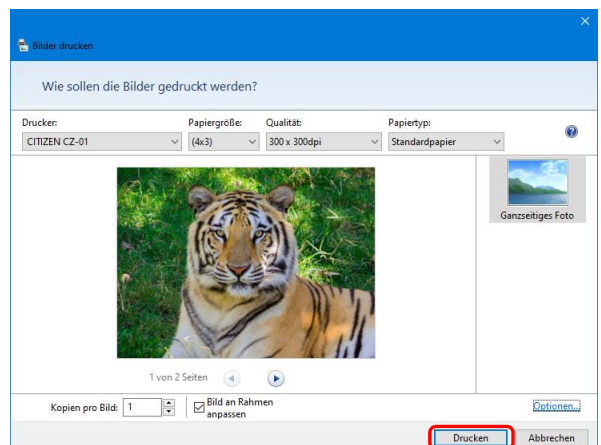 Bilder drucken
Wie sollen die Bilder gedruckt werden?
Drucker: Papiergröße: Qualität: Papiertyp:
CITIZEN CZ-01 (4x3) 300 x 300dpi Standardpapier
Ganzseitiges Foto
1 von 2 Seiten
Kopien pro Bild: 1 Bild an Rahmen anpassen Optionen...
Drucken Abbrechen